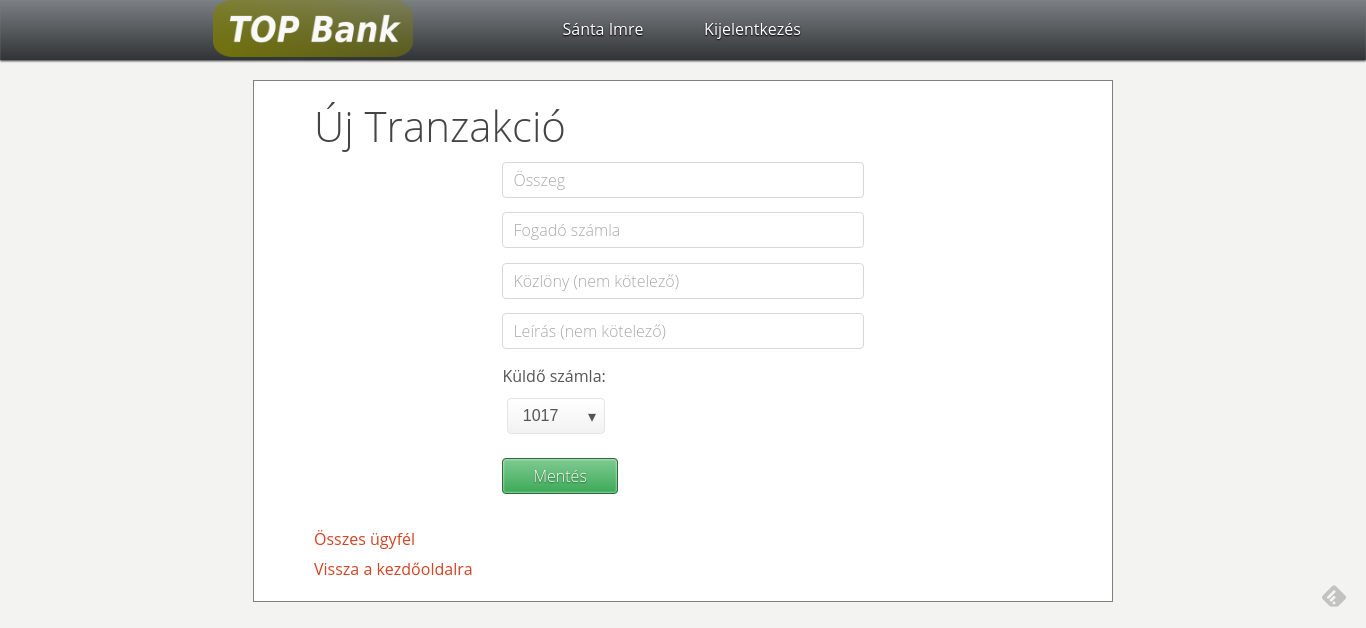 TOP Bank
Sánta Imre
Kijelentkezés
Új Tranzakció
Összeg
Fogadó számla
Közlöny (nem kötelező)
Leírás (nem kötelező)
Küldő számla:
1017
Mentés
Összes ügyfél
Vissza a kezdőoldalra